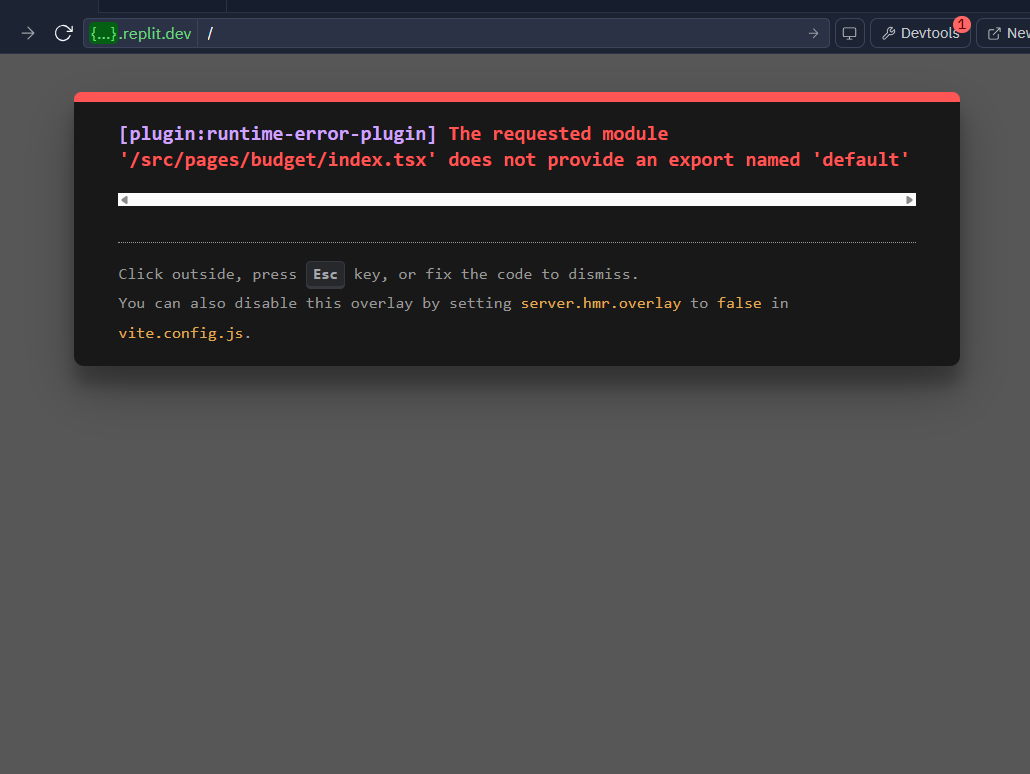 {...}.replit.dev /
Devtools 1
New
[plugin:runtime-error-plugin] The requested module
'/src/pages/budget/index.tsx' does not provide an export named 'default'
Click outside, press Esc key, or fix the code to dismiss.
You can also disable this overlay by setting server.hmr.overlay to false in
vite.config.js.